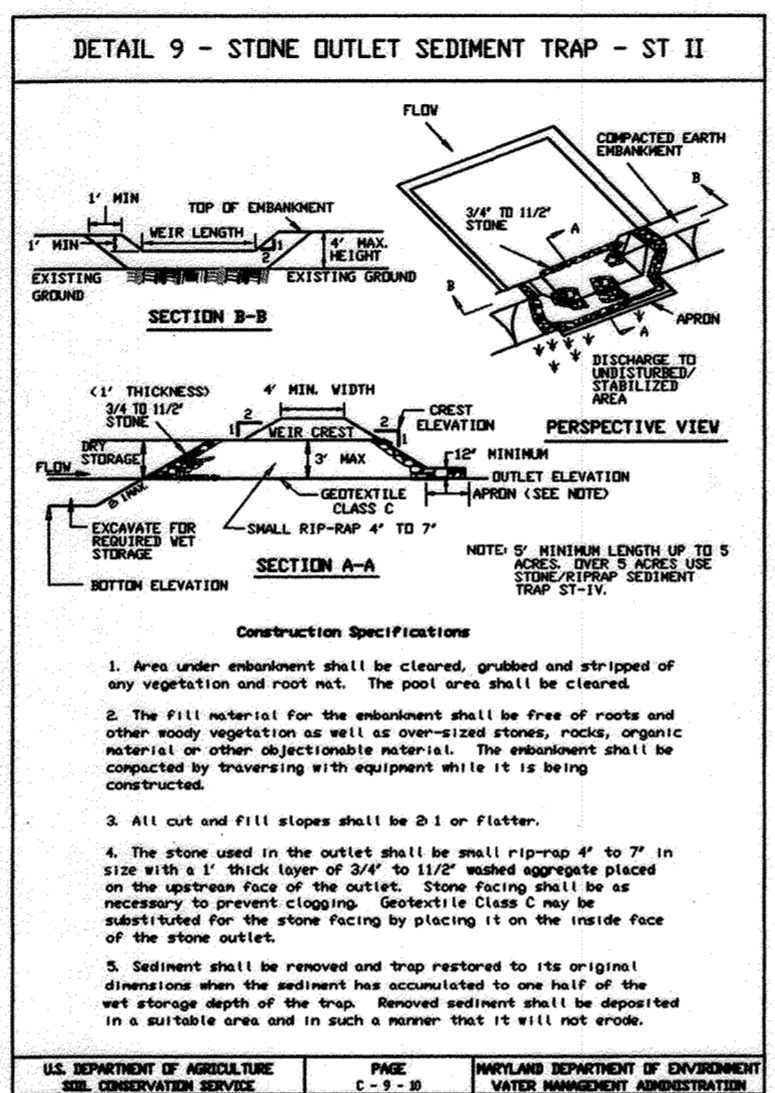 DETAIL 9 - STONE OUTLET SEDIMENT TRAP - ST II
FLOW
COMPACTED EARTH
EMBANKMENT
B
1' MIN
TOP OF EMBANKMENT
3/4" TO 11/2"
STONE
A
WEIR LENGTH
1' MIN
1
2
4' MAX.
HEIGHT
EXISTING
GROUND
EXISTING GROUND
B
A
APRON
SECTION B-B
DISCHARGE TO
UNDISTURBED/
STABILIZED
AREA
PERSPECTIVE VIEW
(1' THICKNESS)
3/4 TO 11/2"
STONE
4' MIN. WIDTH
2
1
2
1
CREST
ELEVATION
WEIR CREST
DRY
STORAGE
3' MAX
12" MINIMUM
FLOW
OUTLET ELEVATION
GEOTEXTILE
CLASS C
APRON (SEE NOTE)
EXCAVATE FOR
REQUIRED WET
STORAGE
SMALL RIP-RAP 4" TO 7"
SECTION A-A
BOTTOM ELEVATION
NOTE: 5' MINIMUM LENGTH UP TO 5
ACRES. OVER 5 ACRES USE
STONE/RIPRAP SEDIMENT
TRAP ST-IV.
Construction Specifications
1. Area under embankment shall be cleared, grubbed and stripped of
any vegetation and root mat. The pool area shall be cleared.
2. The fill material for the embankment shall be free of roots and
other woody vegetation as well as over-sized stones, rocks, organic
material or other objectionable material. The embankment shall be
compacted by traversing with equipment while it is being
constructed.
3. All cut and fill slopes shall be 2:1 or flatter.
4. The stone used in the outlet shall be small rip-rap 4" to 7" in
size with a 1' thick layer of 3/4" to 11/2" washed aggregate placed
on the upstream face of the outlet. Stone facing shall be as
necessary to prevent clogging. Geotextile Class C may be
substituted for the stone facing by placing it on the inside face
of the stone outlet.
5. Sediment shall be removed and trap restored to its original
dimensions when the sediment has accumulated to one half of the
wet storage depth of the trap. Removed sediment shall be deposited
in a suitable area and in such a manner that it will not erode.
U.S. DEPARTMENT OF AGRICULTURE
SOIL CONSERVATION SERVICE
PAGE
C - 9 - 10
MARYLAND DEPARTMENT OF ENVIRONMENT
WATER MANAGEMENT ADMINISTRATION